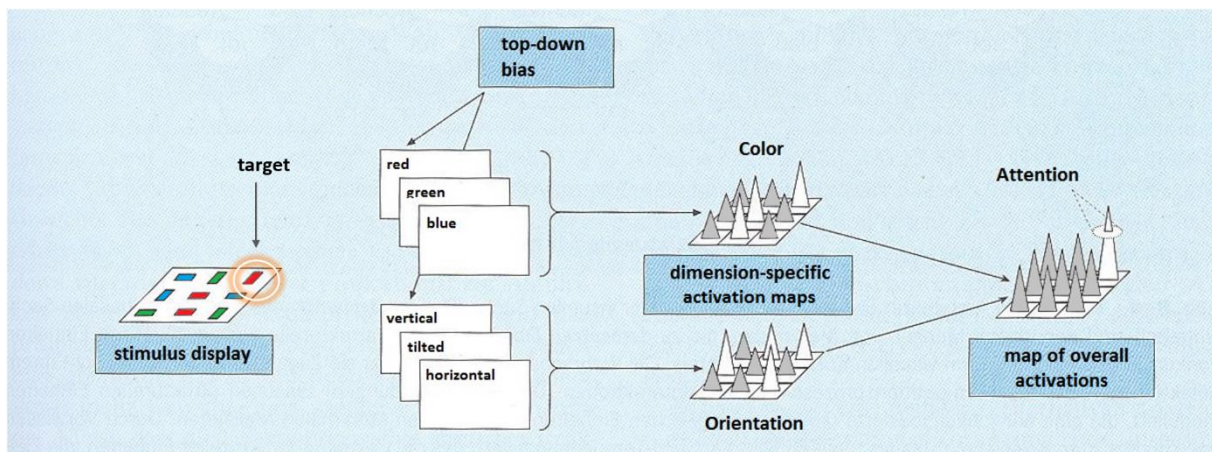 top-down
bias
target
red
green
blue
Color
Attention
stimulus display
vertical
tilted
horizontal
dimension-specific
activation maps
map of overall
activations
Orientation